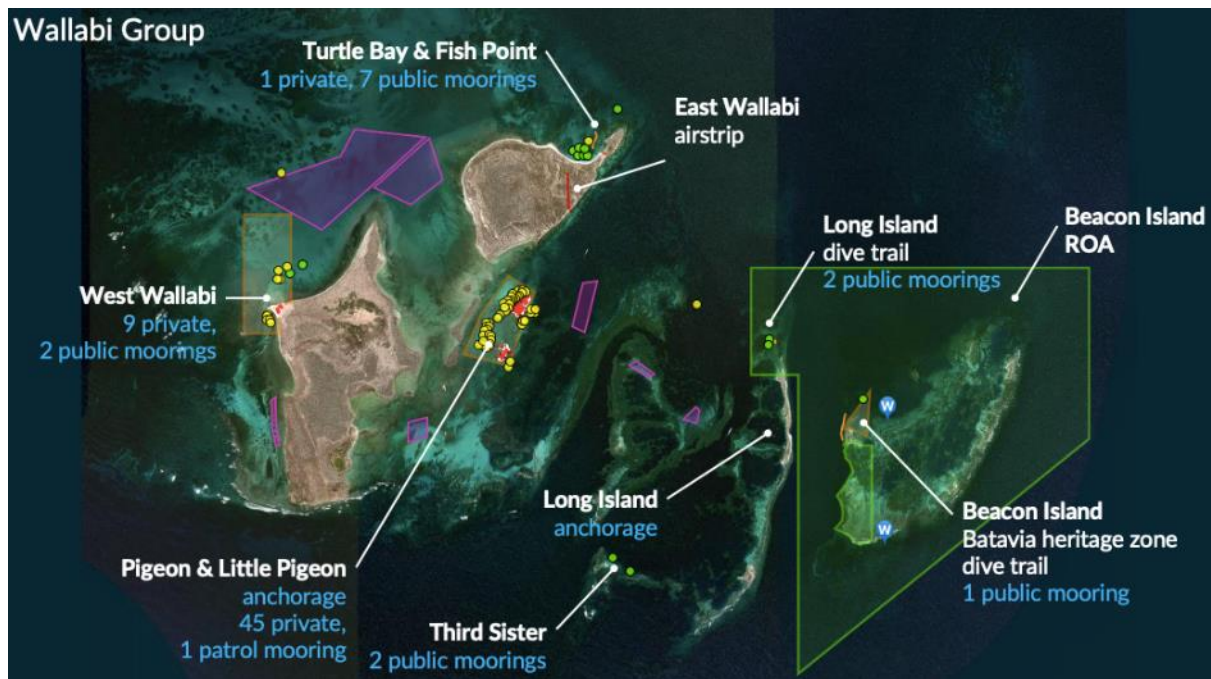 Wallabi Group
Turtle Bay & Fish Point
1 private, 7 public moorings
East Wallabi
airstrip
Long Island
dive trail
2 public moorings
Beacon Island
ROA
West Wallabi
9 private,
2 public moorings
W
Long Island
anchorage
Beacon Island
Batavia heritage zone
dive trail
1 public mooring
W
Pigeon & Little Pigeon
anchorage
45 private,
1 patrol mooring
Third Sister
2 public moorings